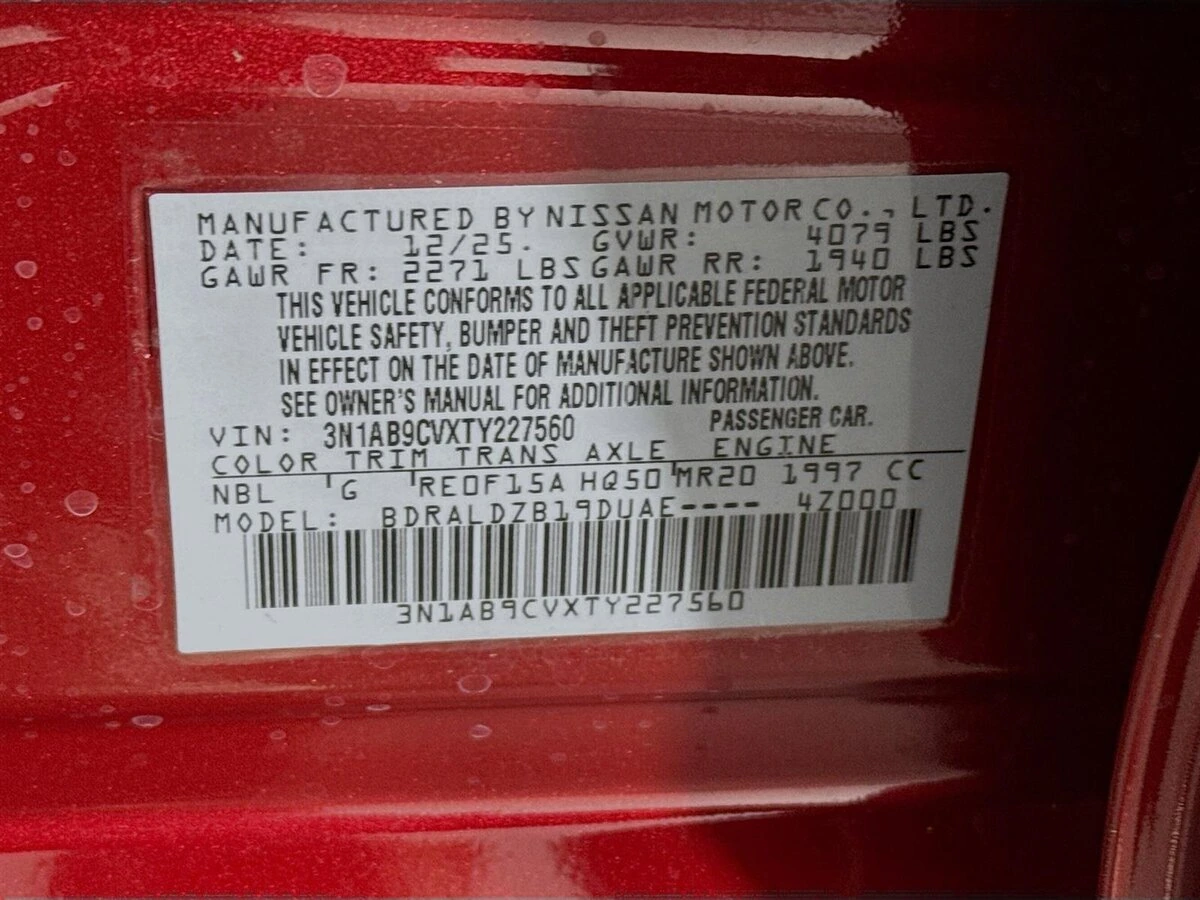 MANUFACTURED BY NISSAN MOTOR CO., LTD.
DATE: 12/25. GVWR: 4079 LBS
GAWR FR: 2271 LBS GAWR RR: 1940 LBS
THIS VEHICLE CONFORMS TO ALL APPLICABLE FEDERAL MOTOR
VEHICLE SAFETY, BUMPER AND THEFT PREVENTION STANDARDS
IN EFFECT ON THE DATE OF MANUFACTURE SHOWN ABOVE.
SEE OWNER'S MANUAL FOR ADDITIONAL INFORMATION.
VIN: 3N1AB9CVXTY227560 PASSENGER CAR.
COLOR TRIM TRANS AXLE ENGINE
NBL G RE0F15A HQ50 MR20 1997 CC
MODEL: BDRALDZB19DUAE---- 4Z000
3N1AB9CVXTY227560